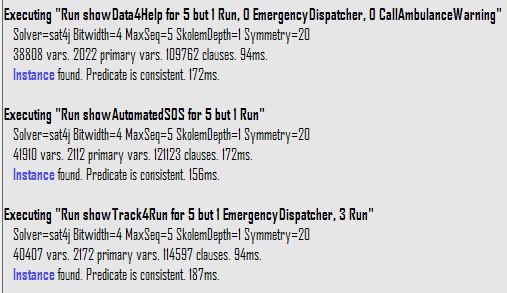 Executing "Run showData4Help for 5 but 1 Run, 0 EmergencyDispatcher, 0 CallAmbulanceWarning"
Solver=sat4j Bitwidth=4 MaxSeq=5 SkolemDepth=1 Symmetry=20
38808 vars. 2022 primary vars. 109762 clauses. 94ms.
Instance found. Predicate is consistent. 172ms.
Executing "Run showAutomatedSOS for 5 but 1 Run"
Solver=sat4j Bitwidth=4 MaxSeq=5 SkolemDepth=1 Symmetry=20
41910 vars. 2112 primary vars. 121123 clauses. 172ms.
Instance found. Predicate is consistent. 156ms.
Executing "Run showTrack4Run for 5 but 1 EmergencyDispatcher, 3 Run"
Solver=sat4j Bitwidth=4 MaxSeq=5 SkolemDepth=1 Symmetry=20
40407 vars. 2172 primary vars. 114597 clauses. 94ms.
Instance found. Predicate is consistent. 187ms.